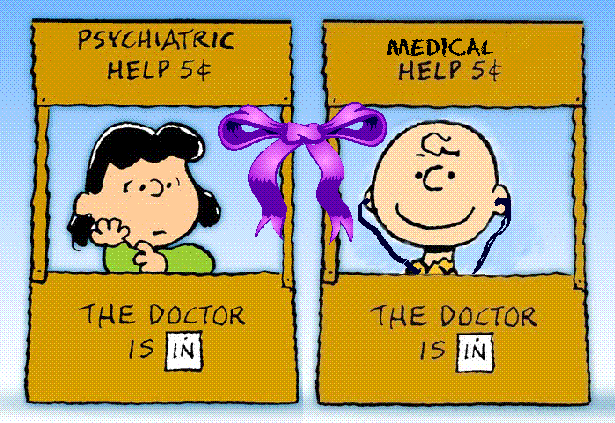 PSYCHIATRIC
HELP 5¢
THE DOCTOR
IS IN
MEDICAL
HELP 5¢
THE DOCTOR
IS IN